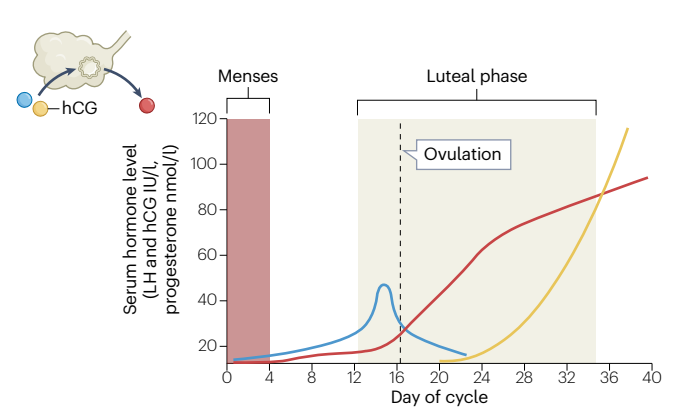 hCG
Menses
Luteal phase
Ovulation
Serum hormone level
(LH and hCG IU/l,
progesterone nmol/l)
120
100
80
60
40
20
0 4 8 12 16 20 24 28 32 36 40
Day of cycle